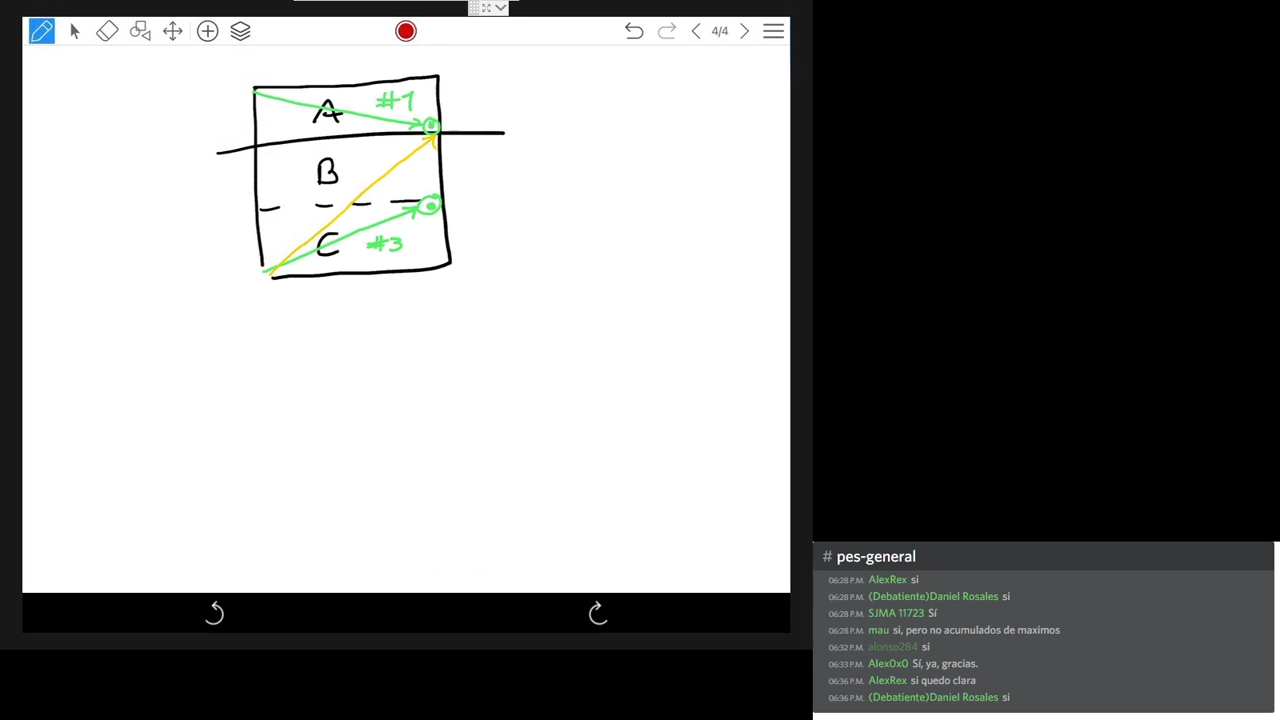 4/4
A
#1
B
C
#3
# pes-general
06:28 P.M. AlexRex si
06:28 P.M. (Debatiente)Daniel Rosales si
06:28 P.M. SJMA 11723 Sí
06:28 P.M. mau si, pero no acumulados de maximos
06:32 P.M. alonso284 si
06:33 P.M. Alex0x0 Sí, ya, gracias.
06:36 P.M. AlexRex si quedo clara
06:36 P.M. (Debatiente)Daniel Rosales si